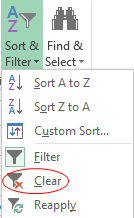 Sort & Find &
Filter Select
Sort A to Z
Sort Z to A
Custom Sort...
Filter
Clear
Reapply